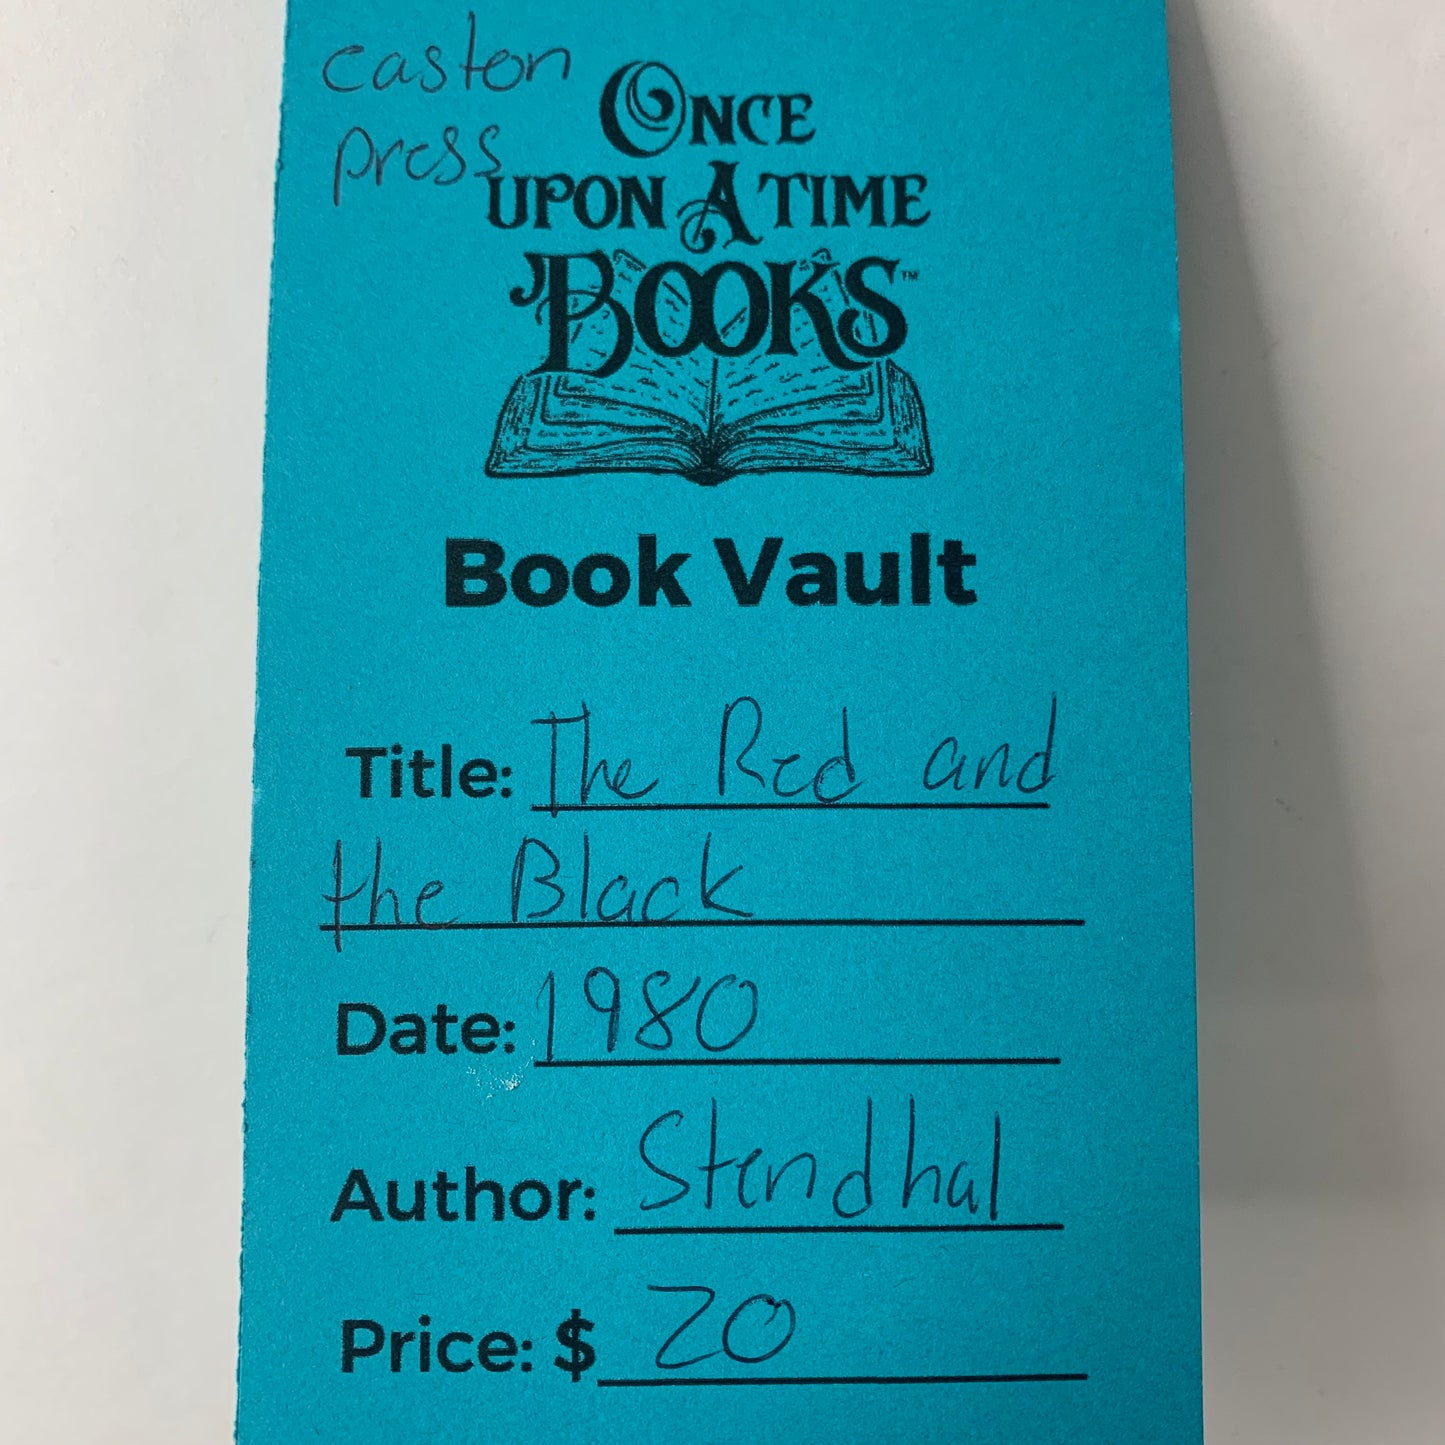 easton
press
ONCE
UPON A TIME
BOOKS™
Book Vault
Title: The Red and
the Black
Date: 1980
Author: Stendhal
Price: $ 20